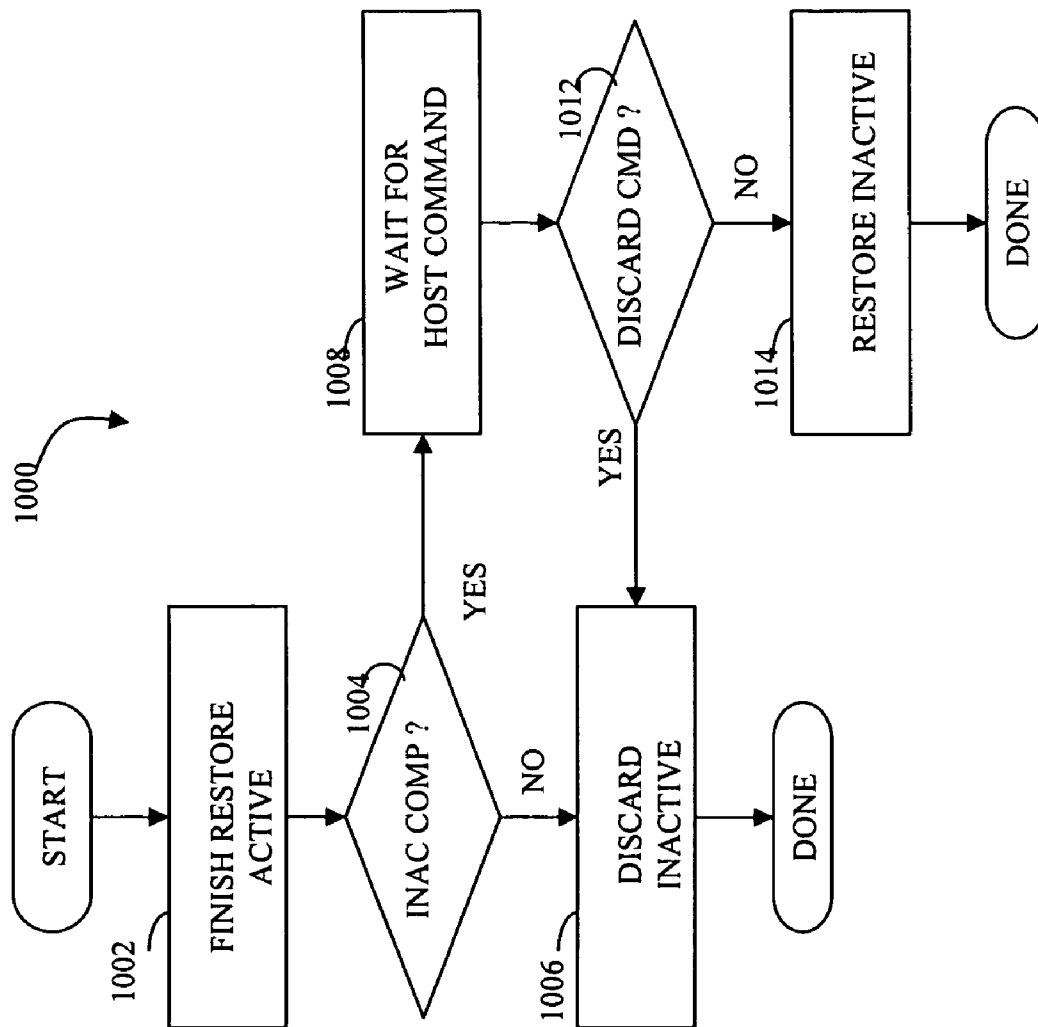 1000
START
1002
FINISH RESTORE
ACTIVE
1004
INAC COMP ?
YES
NO
1006
DISCARD
INACTIVE
DONE
1008
WAIT FOR
HOST COMMAND
1012
DISCARD CMD ?
YES
NO
1014
RESTORE INACTIVE
DONE